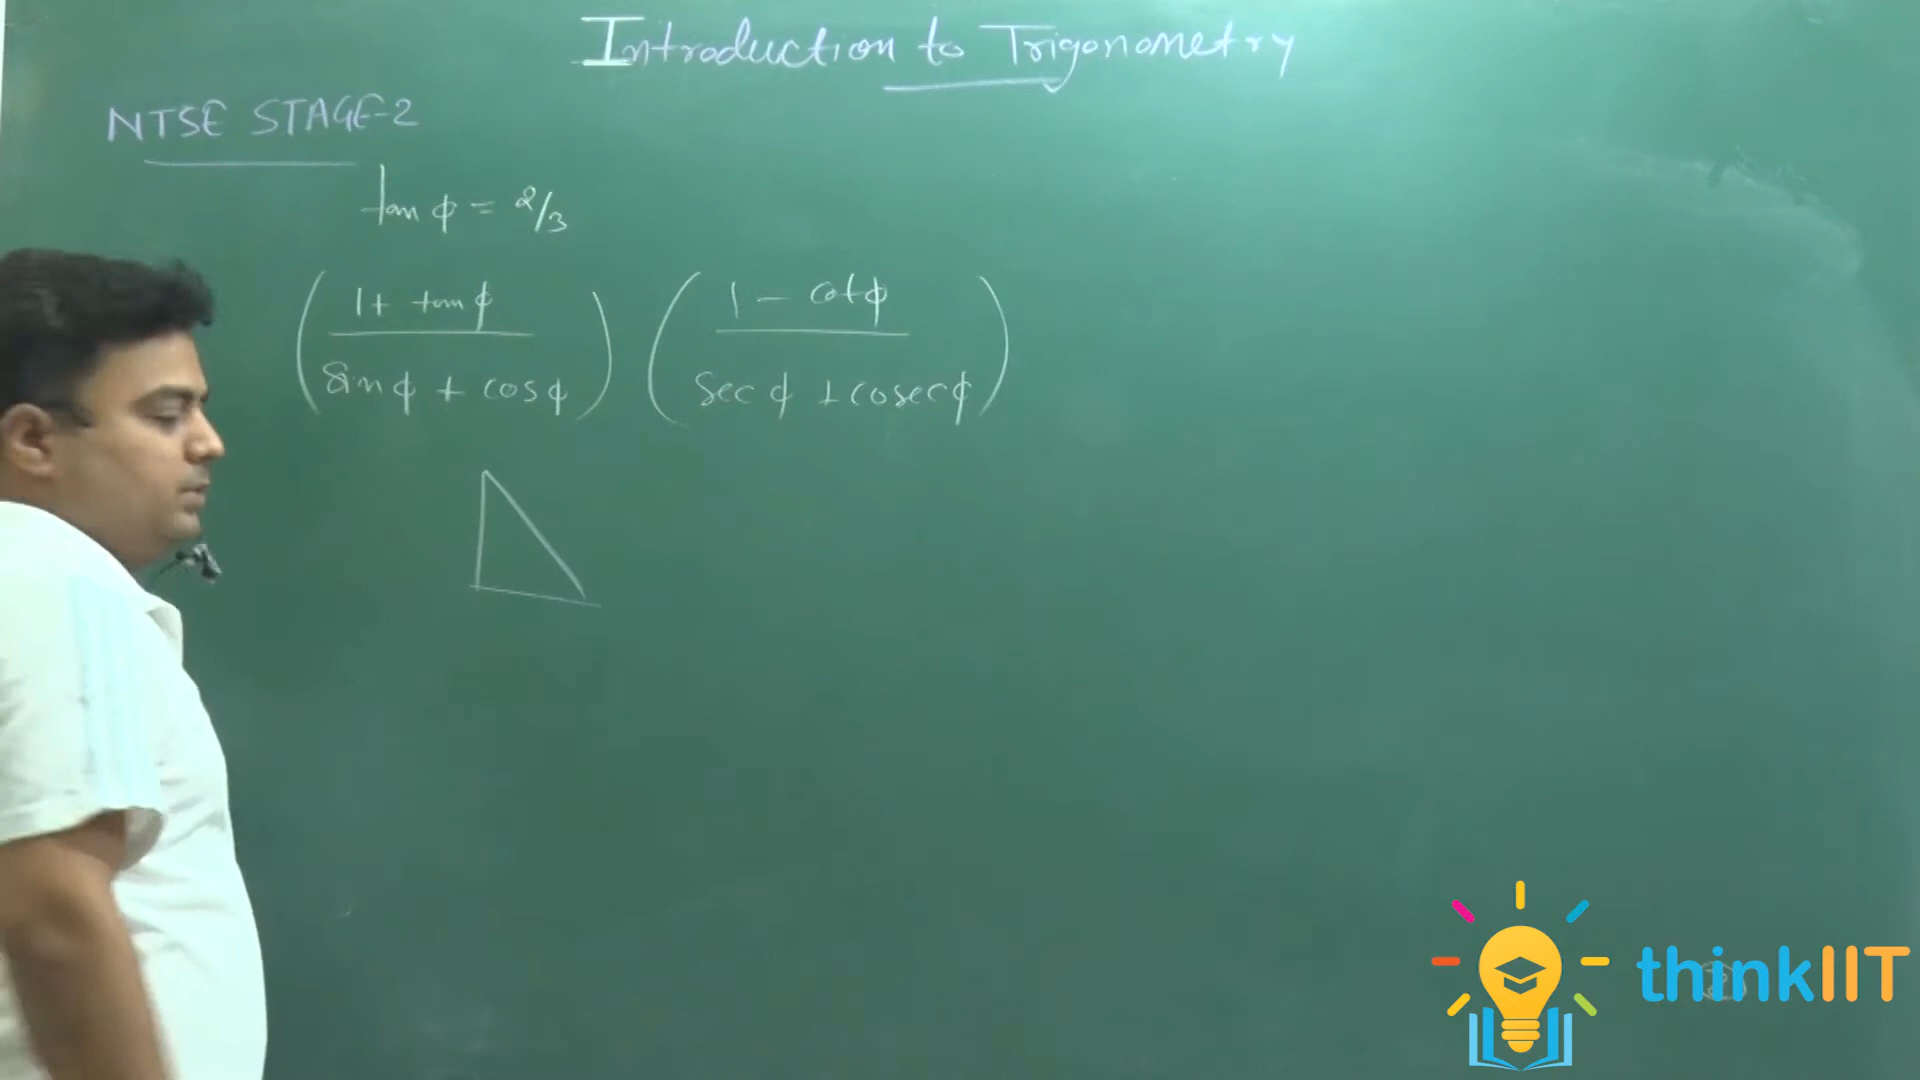 Introduction to Trigonometry
NTSE STAGE-2
tan φ = 2/3
(1 + tan φ / sin φ + cos φ) (1 - cot φ / sec φ + cosec φ)
thinkIIT